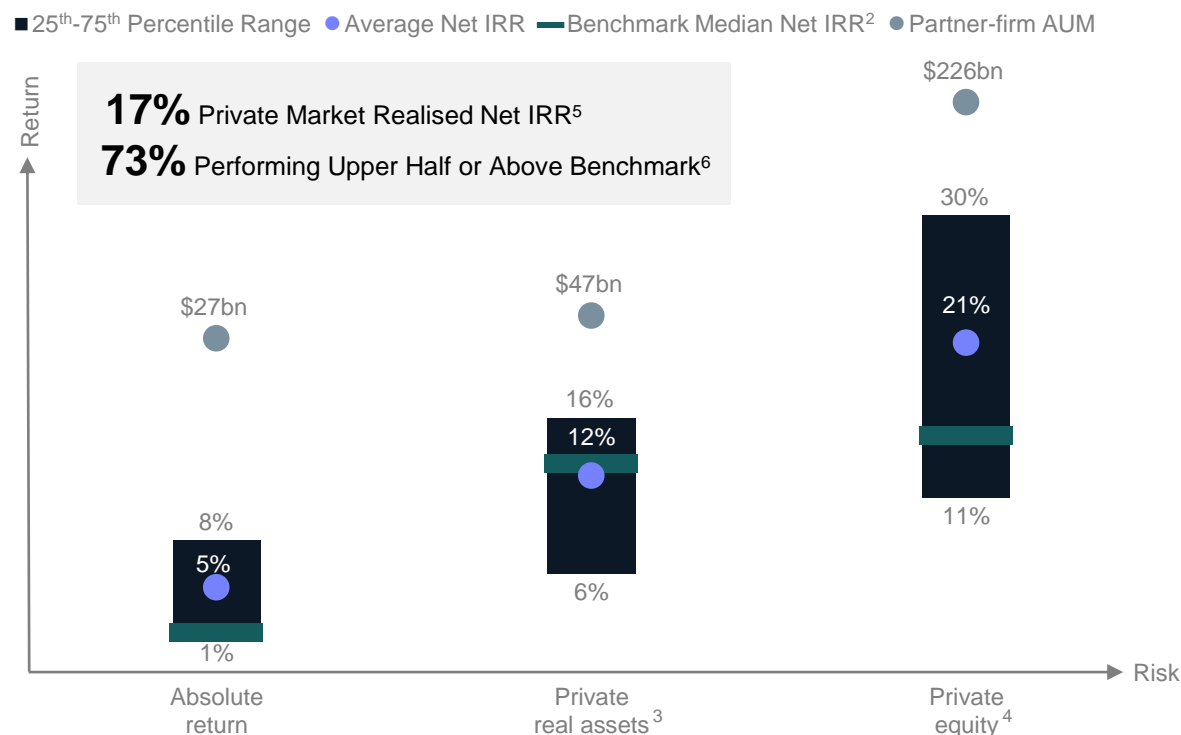 25th-75th Percentile Range Average Net IRR Benchmark Median Net IRR2 Partner-firm AUM
Return
17% Private Market Realised Net IRR5
73% Performing Upper Half or Above Benchmark6
$27bn
8%
5%
1%
$47bn
16%
12%
6%
$226bn
30%
21%
11%
Risk
Absolute
return
Private
real assets3
Private
equity4